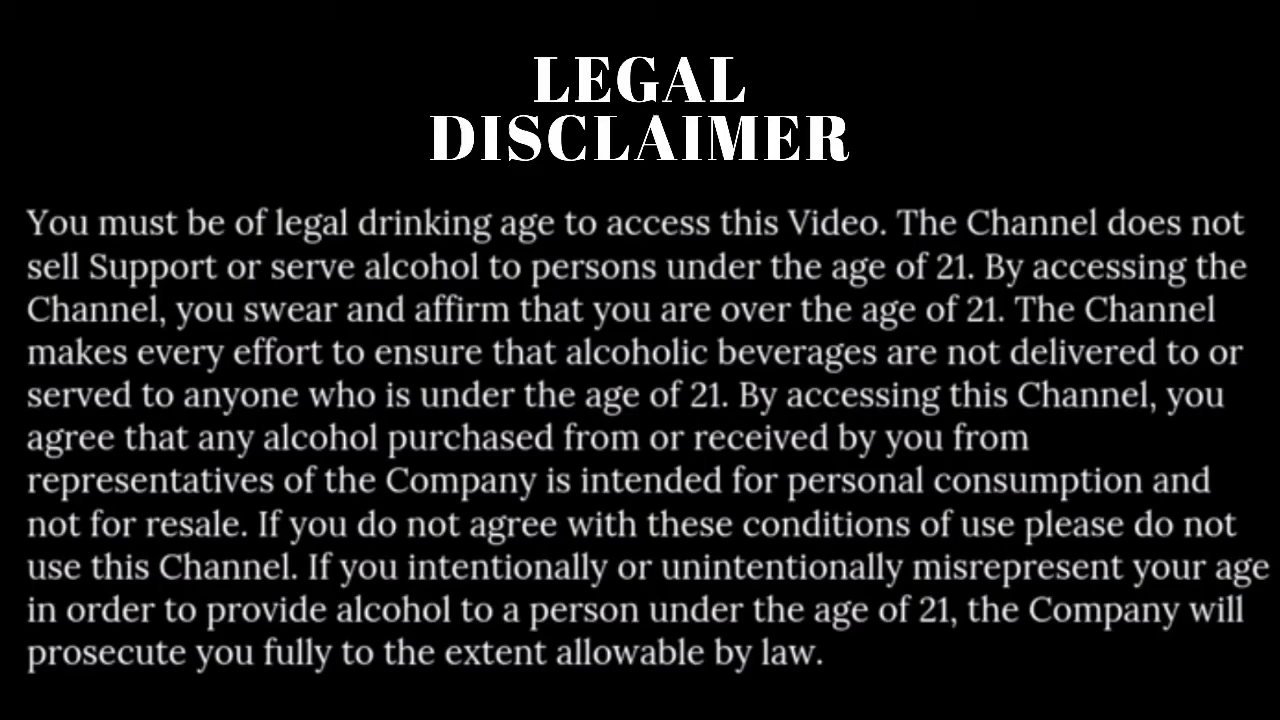 LEGAL
DISCLAIMER
You must be of legal drinking age to access this Video. The Channel does not
sell Support or serve alcohol to persons under the age of 21. By accessing the
Channel, you swear and affirm that you are over the age of 21. The Channel
makes every effort to ensure that alcoholic beverages are not delivered to or
served to anyone who is under the age of 21. By accessing this Channel, you
agree that any alcohol purchased from or received by you from
representatives of the Company is intended for personal consumption and
not for resale. If you do not agree with these conditions of use please do not
use this Channel. If you intentionally or unintentionally misrepresent your age
in order to provide alcohol to a person under the age of 21, the Company will
prosecute you fully to the extent allowable by law.